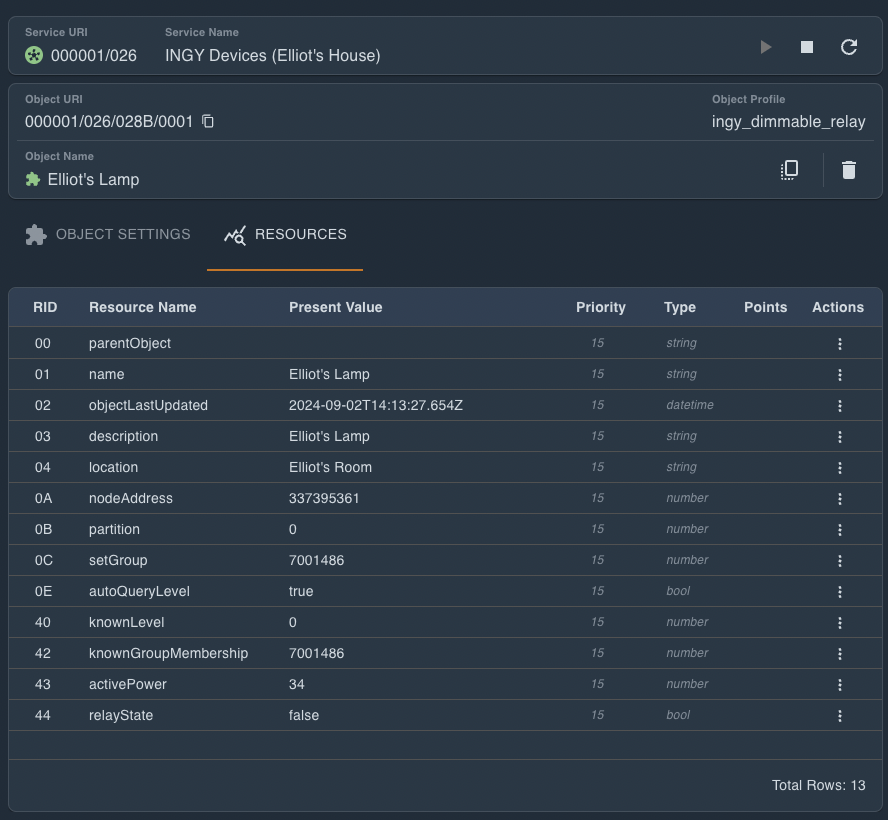 Service URI Service Name
000001/026 INGY Devices (Elliot's House)
Object URI Object Profile
000001/026/028B/0001 ingy_dimmable_relay
Object Name
Elliot's Lamp
OBJECT SETTINGS RESOURCES
RID Resource Name Present Value Priority Type Points Actions
00 parentObject 15 string
01 name Elliot's Lamp 15 string
02 objectLastUpdated 2024-09-02T14:13:27.654Z 15 datetime
03 description Elliot's Lamp 15 string
04 location Elliot's Room 15 string
0A nodeAddress 337395361 15 number
0B partition 0 15 number
0C setGroup 7001486 15 number
0E autoQueryLevel true 15 bool
40 knownLevel 0 15 number
42 knownGroupMembership 7001486 15 number
43 activePower 34 15 number
44 relayState false 15 bool
Total Rows: 13